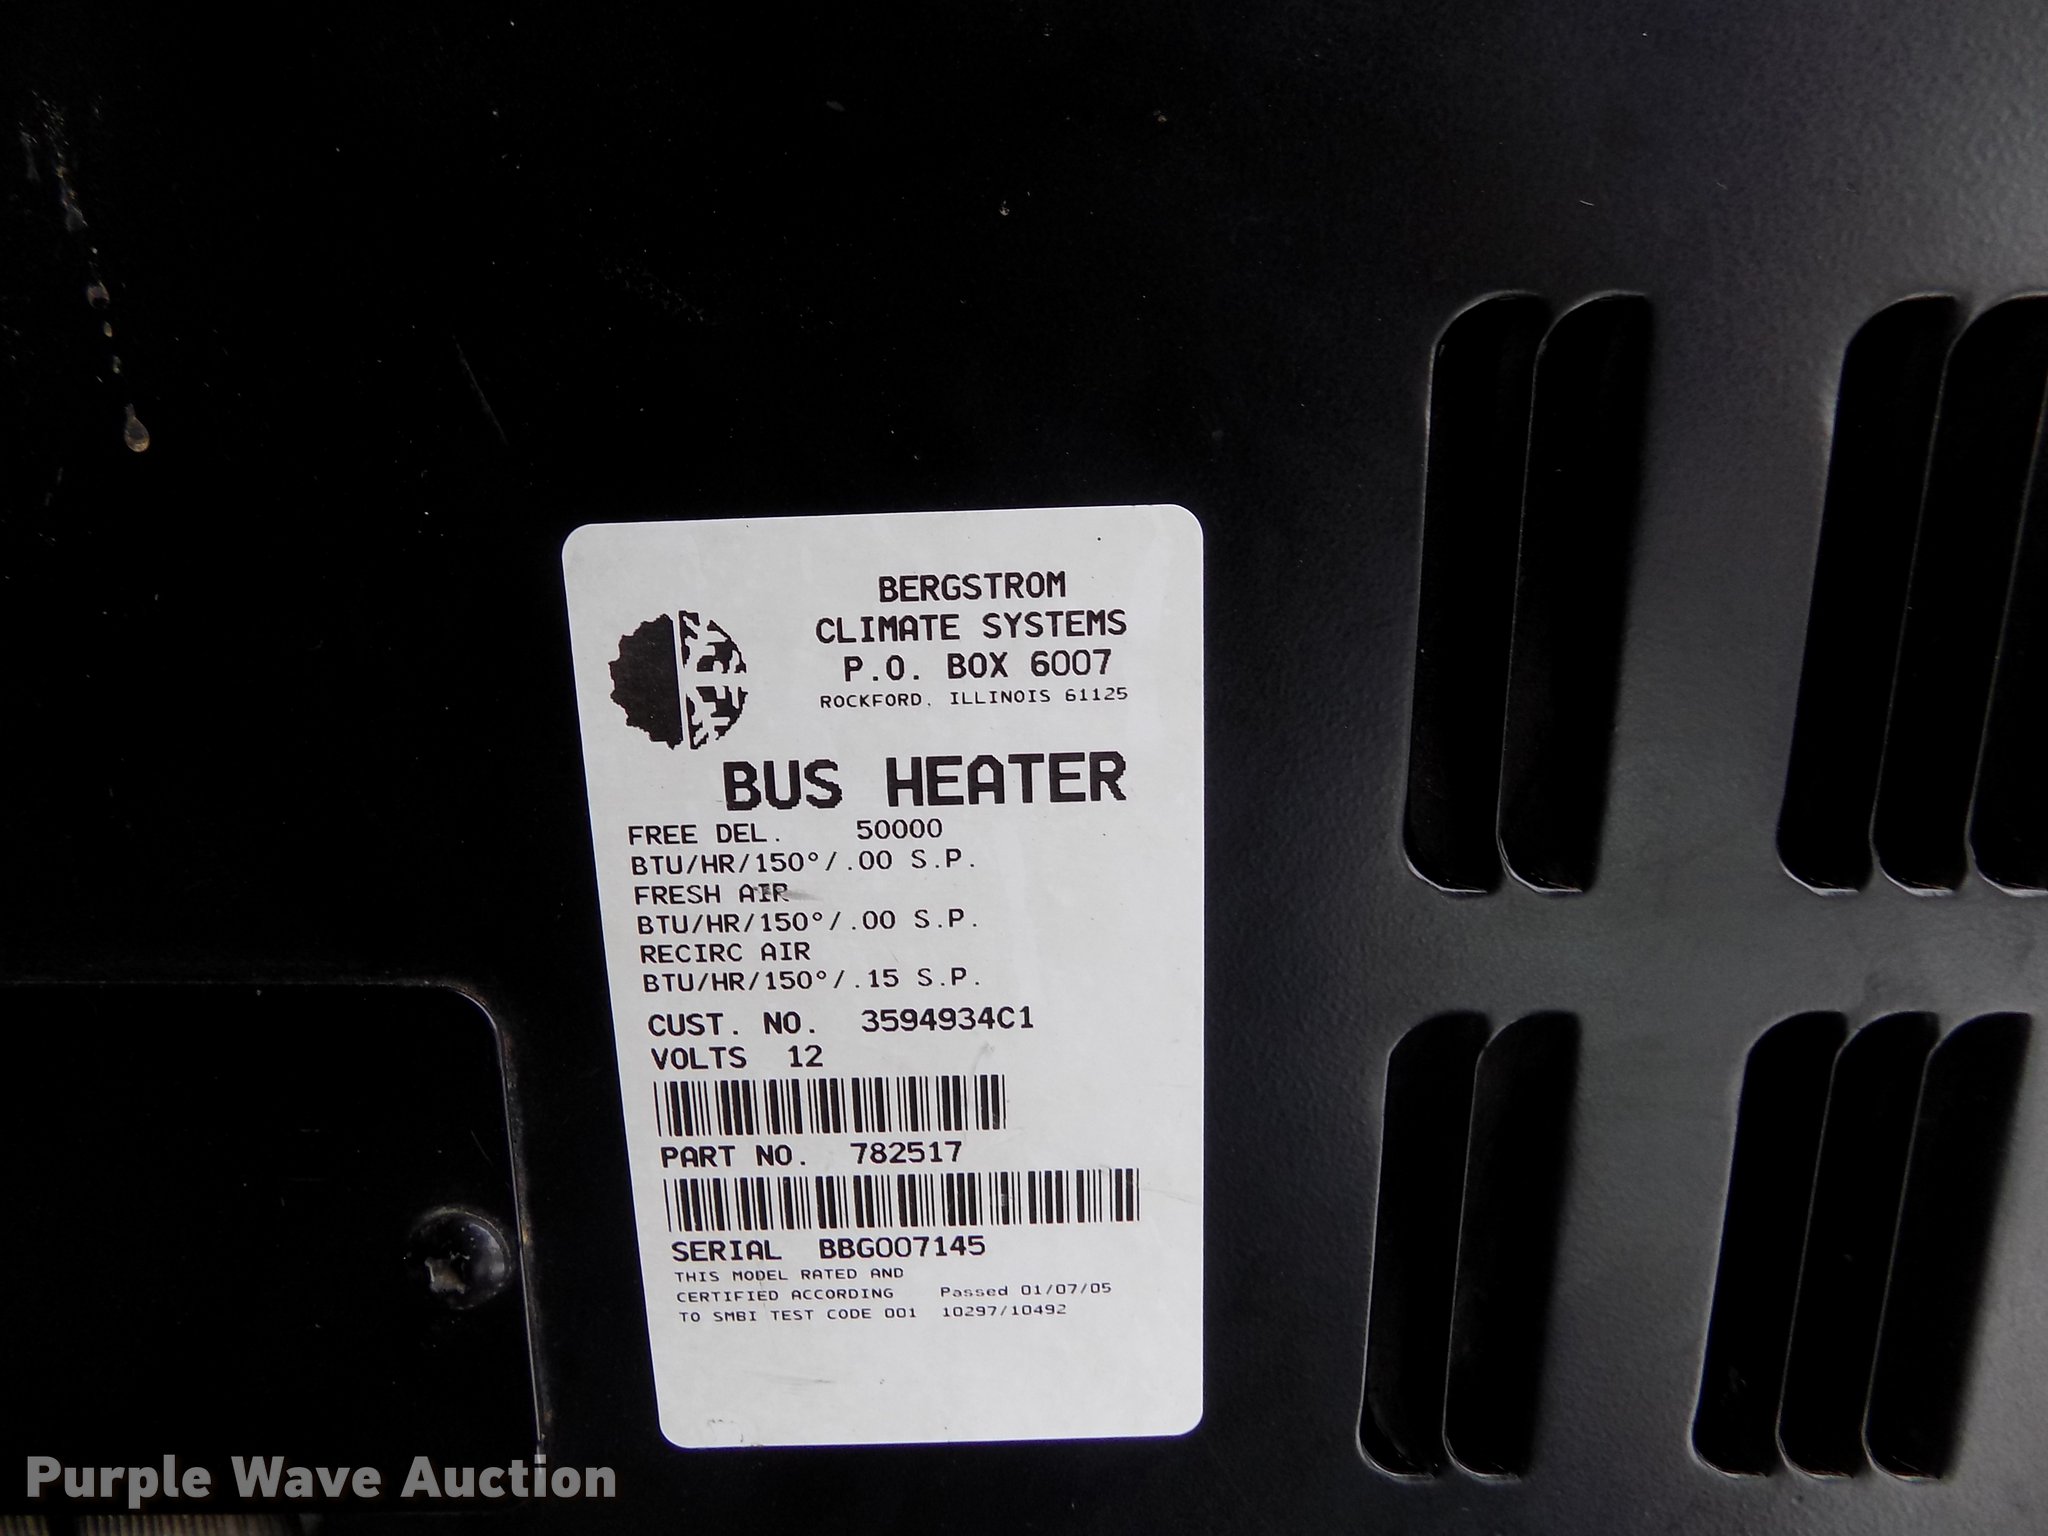 BERGSTROM
CLIMATE SYSTEMS
P.O. BOX 6007
ROCKFORD, ILLINOIS 61125
BUS HEATER
FREE DEL. 50000
BTU/HR/150°/.00 S.P.
FRESH AIR
BTU/HR/150°/.00 S.P.
RECIRC AIR
BTU/HR/150°/.15 S.P.
CUST. NO. 3594934C1
VOLTS 12
PART NO. 782517
SERIAL BBG007145
THIS MODEL RATED AND
CERTIFIED ACCORDING Passed 01/07/05
TO SMBI TEST CODE 001 10297/10492
Purple Wave Auction